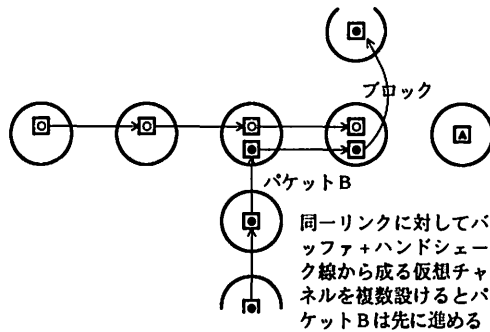 ブロック
パケットB
同一リンクに対してバ
ッファ+ハンドシェー
ク線から成る仮想チャ
ネルを複数設けるとパ
ケットBは先に進める